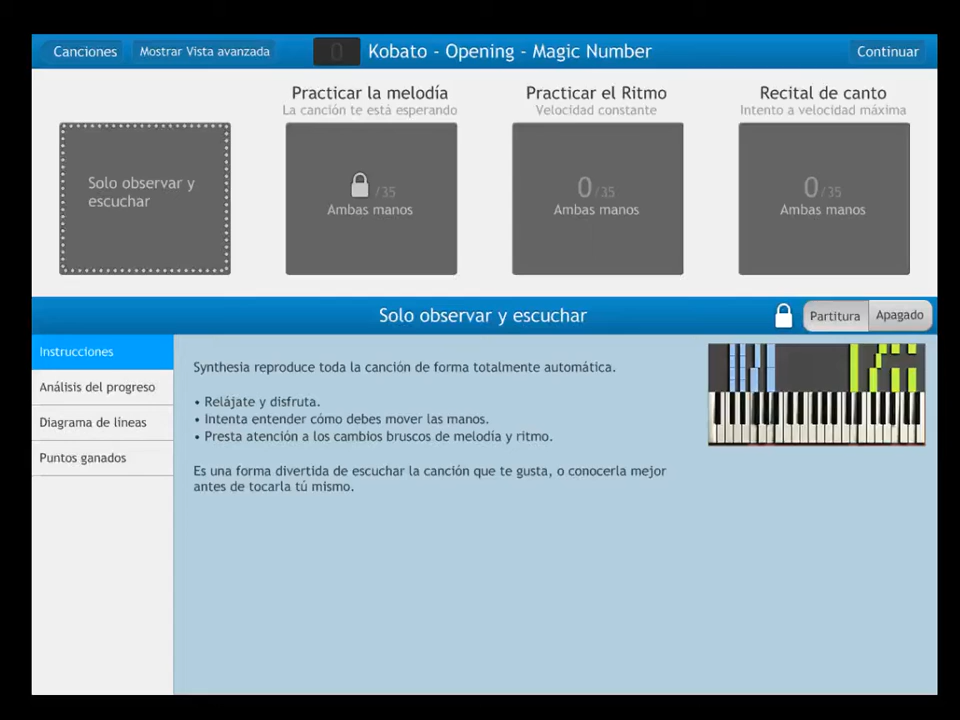 Canciones
Mostrar Vista avanzada
0
Kobato - Opening - Magic Number
Continuar
Practicar la melodía
La canción te está esperando
Practicar el Ritmo
Velocidad constante
Recital de canto
Intento a velocidad máxima
Solo observar y
escuchar
/35
Ambas manos
0/35
Ambas manos
0/35
Ambas manos
Solo observar y escuchar
Partitura
Apagado
Instrucciones
Análisis del progreso
Diagrama de líneas
Puntos ganados
Synthesia reproduce toda la canción de forma totalmente automática.
• Relájate y disfruta.
• Intenta entender cómo debes mover las manos.
• Presta atención a los cambios bruscos de melodía y ritmo.
Es una forma divertida de escuchar la canción que te gusta, o conocerla mejor
antes de tocarla tú mismo.